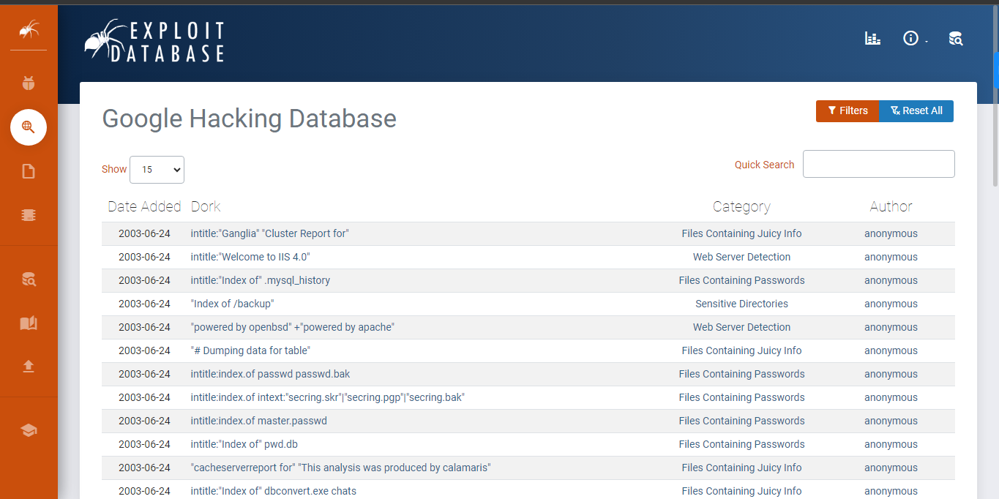 EXPLOIT
DATABASE
Google Hacking Database
Filters
Reset All
Show 15
Quick Search
Date Added Dork Category Author
2003-06-24 intitle:"Ganglia" "Cluster Report for" Files Containing Juicy Info anonymous
2003-06-24 intitle:"Welcome to IIS 4.0" Web Server Detection anonymous
2003-06-24 intitle:"Index of" .mysql_history Files Containing Passwords anonymous
2003-06-24 "Index of /backup" Sensitive Directories anonymous
2003-06-24 "powered by openbsd" +"powered by apache" Web Server Detection anonymous
2003-06-24 "# Dumping data for table" Files Containing Juicy Info anonymous
2003-06-24 intitle:index.of passwd passwd.bak Files Containing Passwords anonymous
2003-06-24 intitle:index.of intext:"secring.skr"|"secring.pgp"|"secring.bak" Files Containing Passwords anonymous
2003-06-24 intitle:index.of master.passwd Files Containing Passwords anonymous
2003-06-24 intitle:"Index of" pwd.db Files Containing Passwords anonymous
2003-06-24 "cacheserverreport for" "This analysis was produced by calamaris" Files Containing Juicy Info anonymous
2003-06-24 intitle:"Index of" dbconvert.exe chats Files Containing Juicy Info anonymous